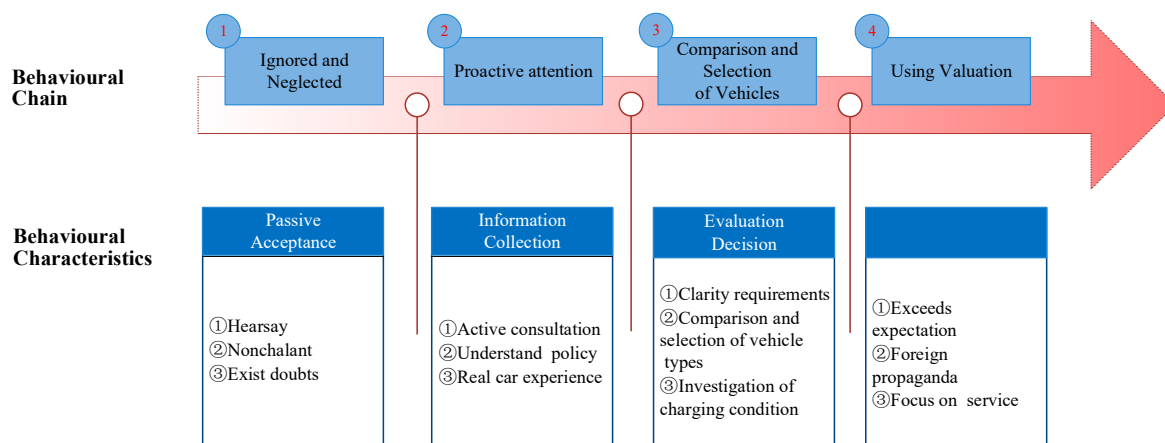 1
Ignored and
Neglected
2
Proactive attention
3
Comparison and
Selection
of Vehicles
4
Using Valuation
Behavioural
Chain
Behavioural
Characteristics
Passive
Acceptance
①Hearsay
②Nonchalant
③Exist doubts
Information
Collection
①Active consultation
②Understand policy
③Real car experience
Evaluation
Decision
①Clarity requirements
②Comparison and
selection of vehicle
types
③Investigation of
charging condition
①Exceeds
expectation
②Foreign
propaganda
③Focus on service